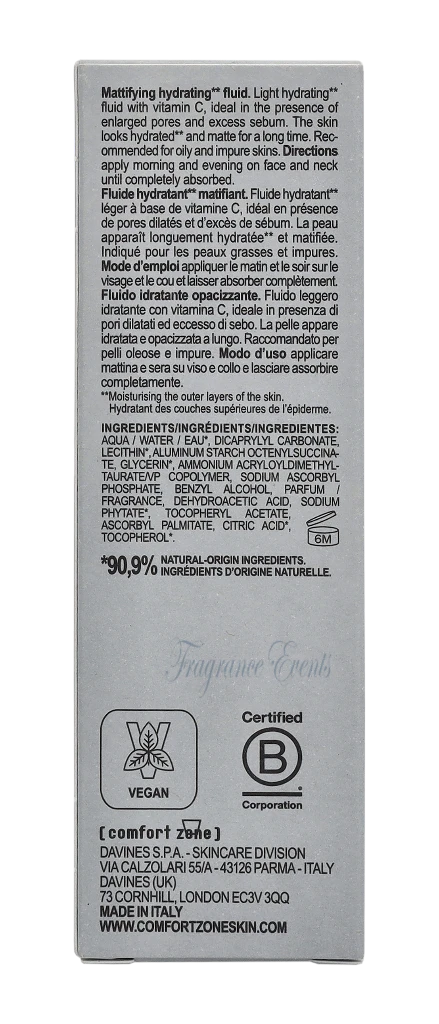 Mattifying hydrating** fluid. Light hydrating**
fluid with vitamin C, ideal in the presence of
enlarged pores and excess sebum. The skin
looks hydrated** and matte for a long time. Rec-
ommended for oily and impure skins. Directions
apply morning and evening on face and neck
until completely absorbed.
Fluide hydratant** matifiant. Fluide hydratant**
léger à base de vitamine C, idéal en présence
de pores dilatés et d'excès de sébum. La peau
apparaît longuement hydratée** et matifiée.
Indiqué pour les peaux grasses et impures.
Mode d'emploi appliquer le matin et le soir sur le
visage et le cou et laisser absorber complètement.
Fluido idratante opacizzante. Fluido leggero
idratante con vitamina C, ideale in presenza di
pori dilatati ed eccesso di sebo. La pelle appare
idratata e opacizzata a lungo. Raccomandato per
pelli oleose e impure. Modo d'uso applicare
mattina e sera su viso e collo e lasciare assorbire
completamente.
**Moisturising the outer layers of the skin.
Hydratant des couches supérieures de l'épiderme.
INGREDIENTS/INGRÉDIENTS/INGREDIENTES:
AQUA / WATER / EAU*, DICAPRYLYL CARBONATE,
LECITHIN*, ALUMINUM STARCH OCTENYLSUCCINA-
TE, GLYCERIN*, AMMONIUM ACRYLOYLDIMETHYL-
TAURATE/VP COPOLYMER, SODIUM ASCORBYL
PHOSPHATE, BENZYL ALCOHOL, PARFUM /
FRAGRANCE, DEHYDROACETIC ACID, SODIUM
PHYTATE*, TOCOPHERYL ACETATE,
ASCORBYL PALMITATE, CITRIC ACID*,
TOCOPHEROL*.
6M
*90,9% NATURAL-ORIGIN INGREDIENTS.
INGRÉDIENTS D'ORIGINE NATURELLE.
Fragrance Events
V
VEGAN
Certified
B
Corporation
[comfort zone]
DAVINES S.P.A. - SKINCARE DIVISION
VIA CALZOLARI 55/A - 43126 PARMA - ITALY
DAVINES (UK)
73 CORNHILL, LONDON EC3V 3QQ
MADE IN ITALY
WWW.COMFORTZONESKIN.COM